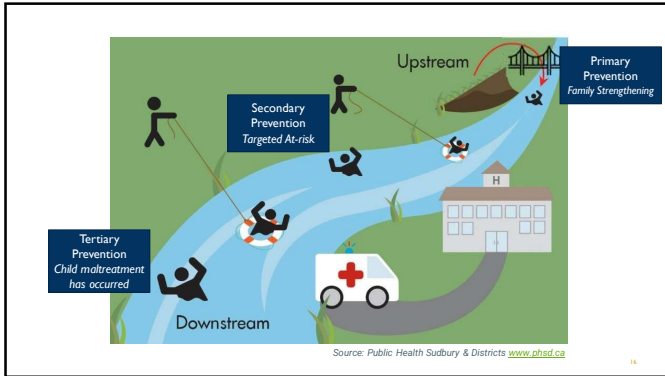 Upstream
Primary
Prevention
Family Strengthening
Secondary
Prevention
Targeted At-risk
H
Tertiary
Prevention
Child maltreatment
has occurred
Downstream
Source: Public Health Sudbury & Districts www.phsd.ca
16